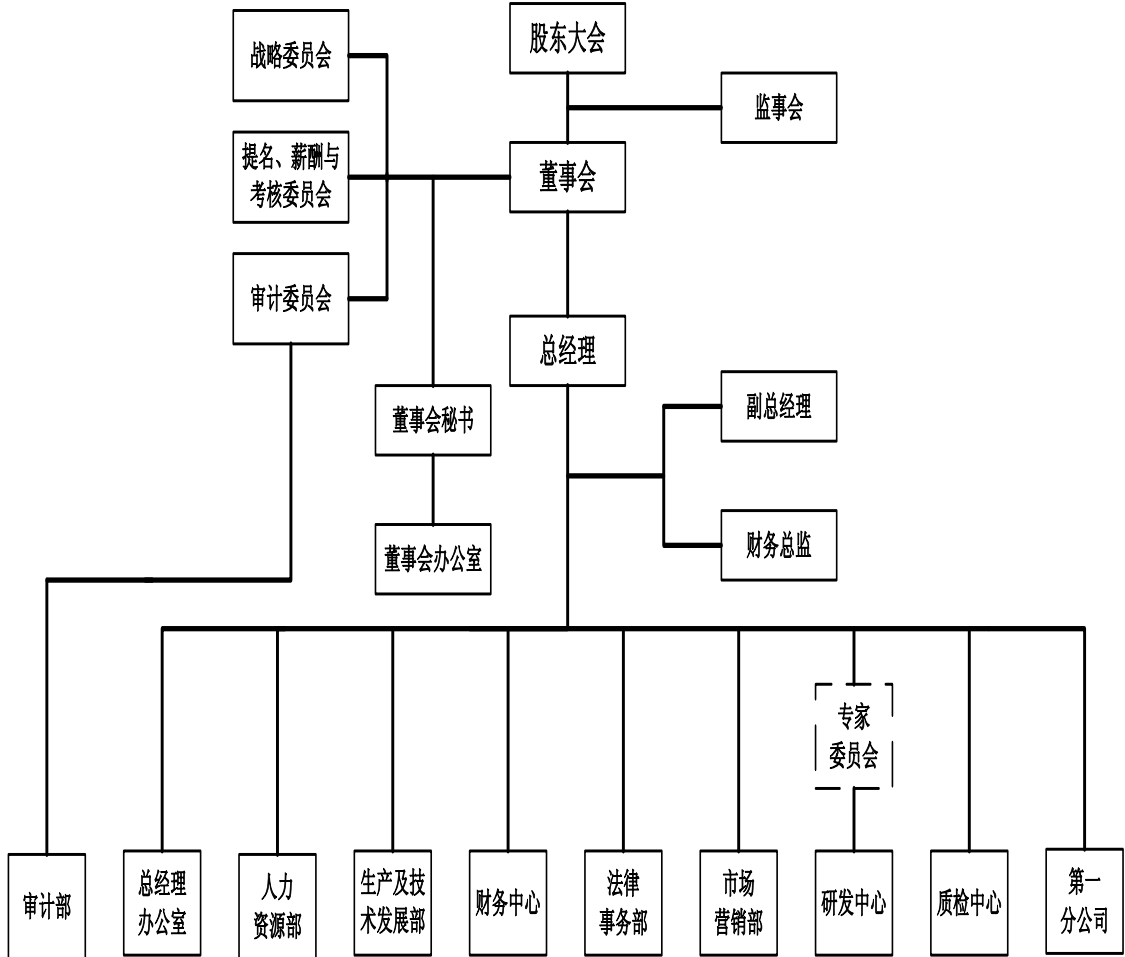 战略委员会
股东大会
监事会
提名、薪酬与
考核委员会
董事会
审计委员会
总经理
董事会秘书
副总经理
董事会办公室
财务总监
专家
委员会
审计部
总经理
办公室
人力
资源部
生产及技
术发展部
财务中心
法律
事务部
市场
营销部
研发中心
质检中心
第一
分公司